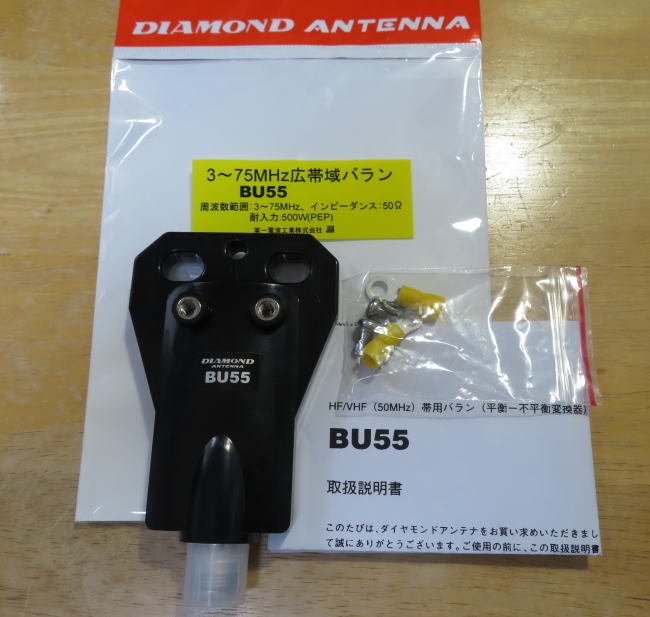 DIAMOND ANTENNA
3～75MHz広帯域バラン
BU55
周波数範囲:3～75MHz、インピーダンス:50Ω
耐入力:500W(PEP)
第一電波工業株式会社
DIAMOND
ANTENNA
BU55
HF/VHF（50MHz）帯用バラン（平衡ー不平衡変換器）
BU55
取扱説明書
このたびは、ダイヤモンドアンテナをお買い求めいただきまし
て誠にありがとうございます。ご使用の前に、この取扱説明書